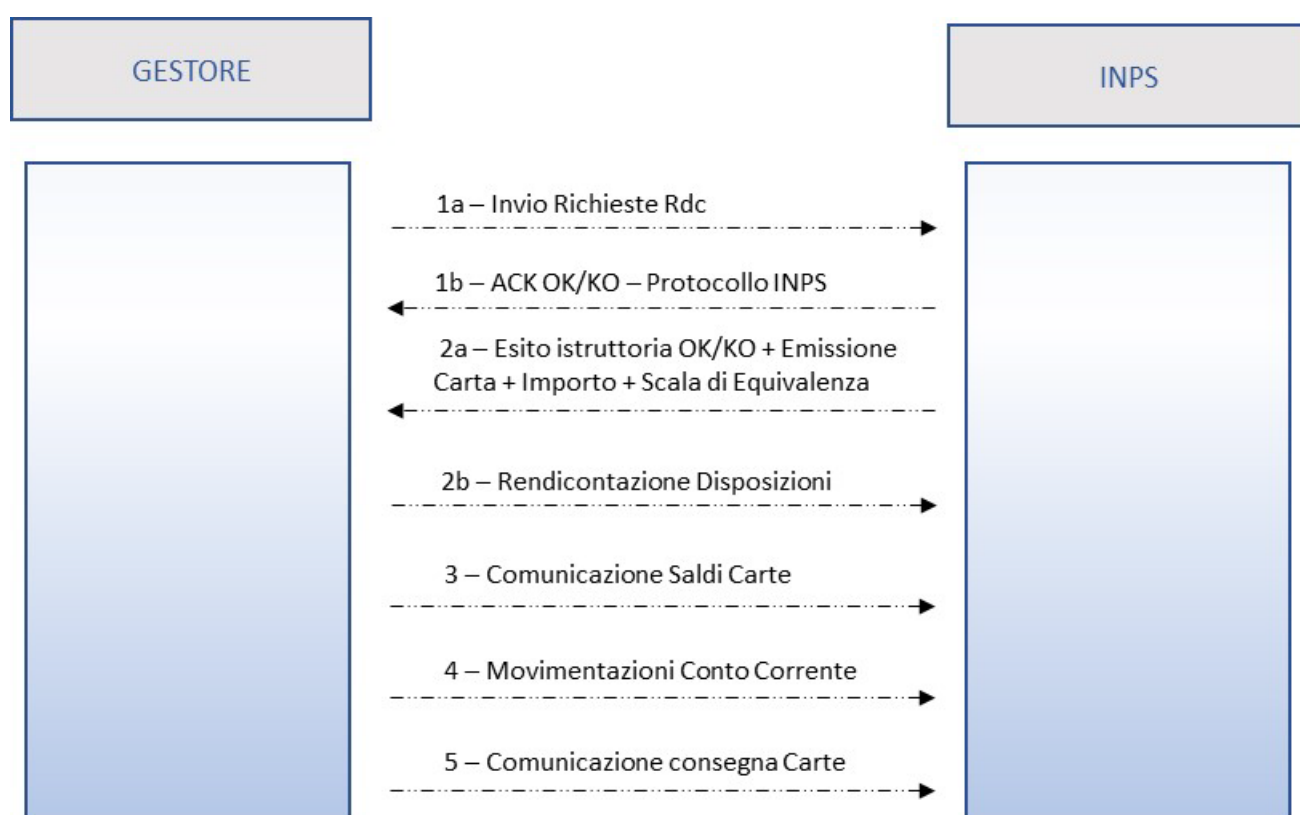 GESTORE
INPS
1a – Invio Richieste Rdc
1b – ACK OK/KO – Protocollo INPS
2a – Esito istruttoria OK/KO + Emissione
Carta + Importo + Scala di Equivalenza
2b – Rendicontazione Disposizioni
3 – Comunicazione Saldi Carte
4 – Movimentazioni Conto Corrente
5 – Comunicazione consegna Carte